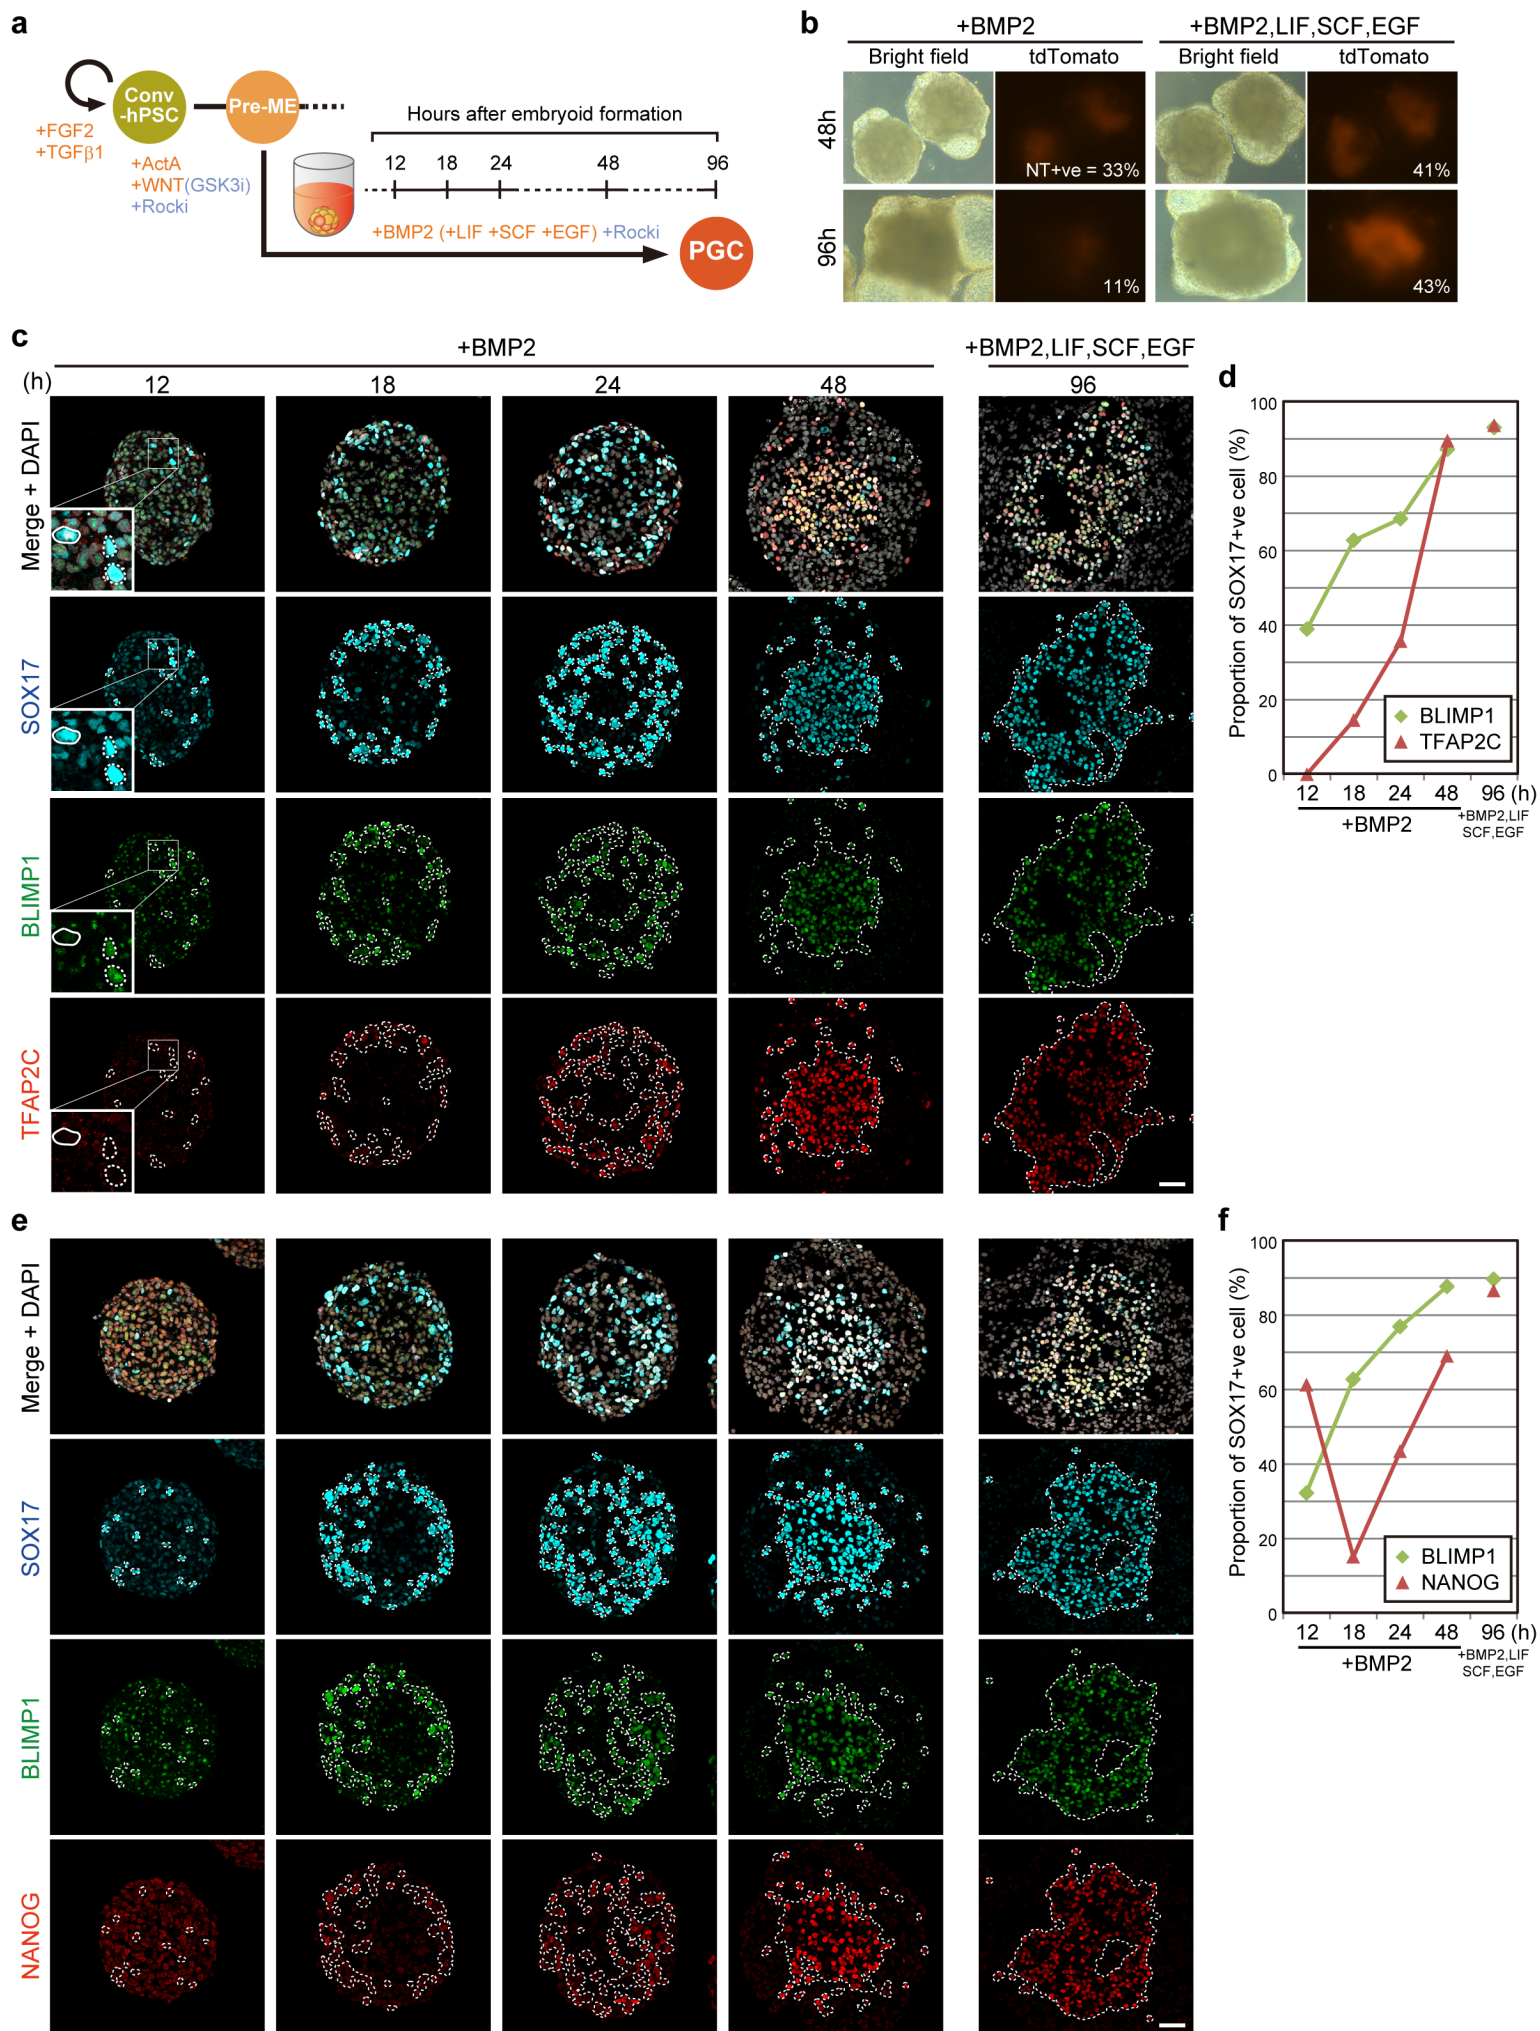 a
Conv
-hPSC
Pre-ME
+FGF2
+TGFβ1
+ActA
+WNT(GSK3i)
+Rocki
Hours after embryoid formation
12 18 24 48 96
+BMP2 (+LIF +SCF +EGF) +Rocki
PGC
b
+BMP2 +BMP2,LIF,SCF,EGF
Bright field tdTomato Bright field tdTomato
48h
NT+ve = 33%
41%
96h
11%
43%
c
+BMP2 +BMP2,LIF,SCF,EGF
(h) 12 18 24 48 96
Merge + DAPI
SOX17
BLIMP1
TFAP2C
d
Proportion of SOX17+ve cell (%)
100
80
60
40
20
0
BLIMP1
TFAP2C
12 18 24 48 96 (h)
+BMP2
+BMP2,LIF
SCF,EGF
e
Merge + DAPI
SOX17
BLIMP1
NANOG
f
Proportion of SOX17+ve cell (%)
100
80
60
40
20
0
BLIMP1
NANOG
12 18 24 48 96 (h)
+BMP2
+BMP2,LIF
SCF,EGF